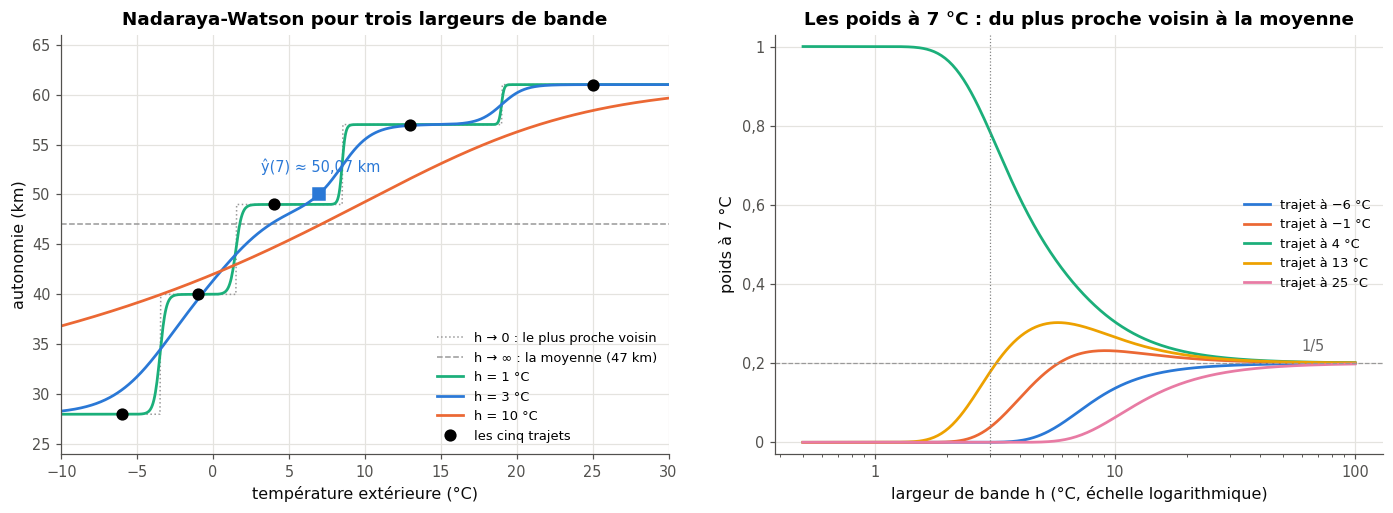 Nadaraya-Watson pour trois largeurs de bande
65
60
55
50
45
40
35
30
25
autonomie (km)
ŷ(7) ≈ 50,07 km
h → 0 : le plus proche voisin
h → ∞ : la moyenne (47 km)
h = 1 °C
h = 3 °C
h = 10 °C
les cinq trajets
−10 −5 0 5 10 15 20 25 30
température extérieure (°C)
Les poids à 7 °C : du plus proche voisin à la moyenne
1
0,8
0,6
0,4
0,2
0
poids à 7 °C
trajet à −6 °C
trajet à −1 °C
trajet à 4 °C
trajet à 13 °C
trajet à 25 °C
1/5
1 10 100
largeur de bande h (°C, échelle logarithmique)